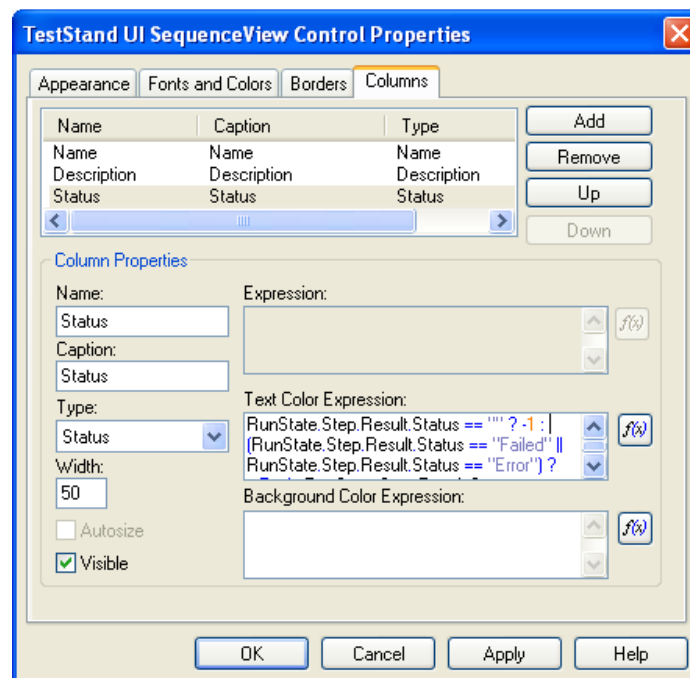 TestStand UI SequenceView Control Properties
Appearance Fonts and Colors Borders Columns
Name Caption Type
Name Name Name
Description Description Description
Status Status Status
Add
Remove
Up
Down
Column Properties
Name:
Status
Caption:
Status
Type:
Status
Width:
50
Autosize
Visible
Expression:
f(x)
Text Color Expression:
RunState.Step.Result.Status == "" ? -1 :
(RunState.Step.Result.Status == "Failed" ||
RunState.Step.Result.Status == "Error") ?
f(x)
Background Color Expression:
f(x)
OK Cancel Apply Help